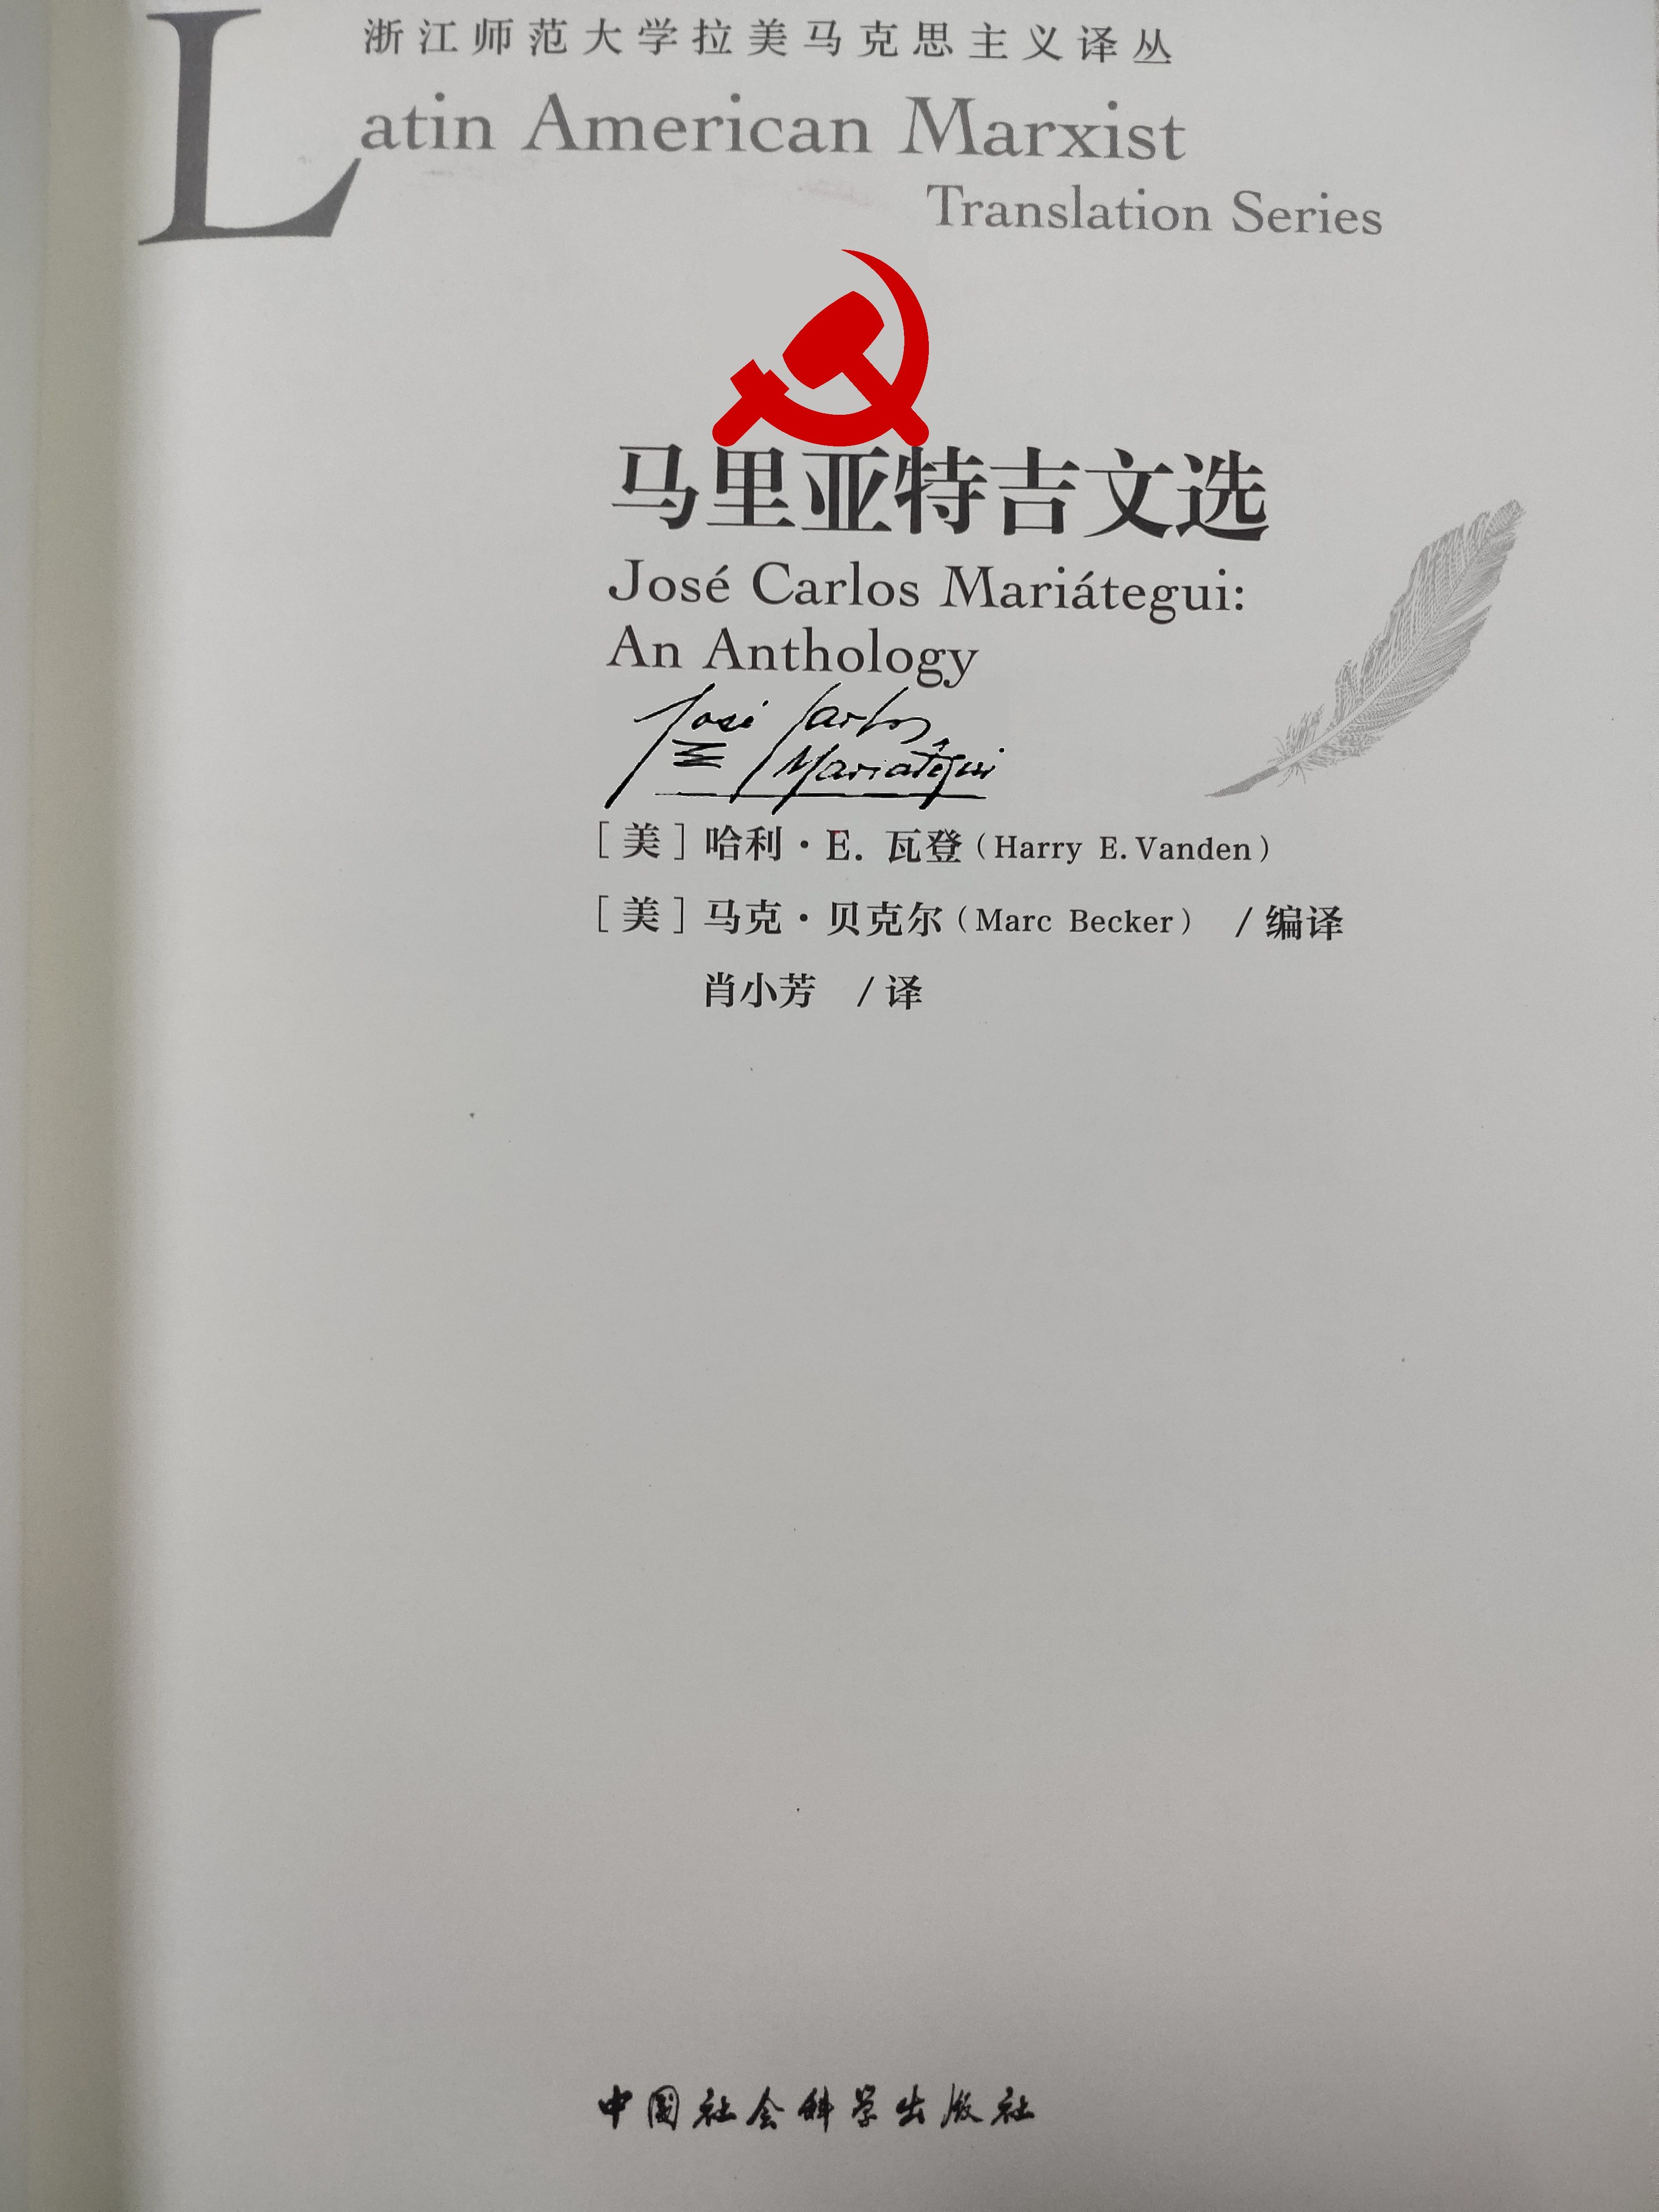 浙江师范大学拉美马克思主义译丛
Latin American Marxist
Translation Series
马里亚特吉文选
José Carlos Mariátegui:
An Anthology
José Carlos
Mariátegui
［美］哈利·E. 瓦登（Harry E. Vanden）
［美］马克·贝克尔（Marc Becker） /编译
肖小芳 /译
中国社会科学出版社